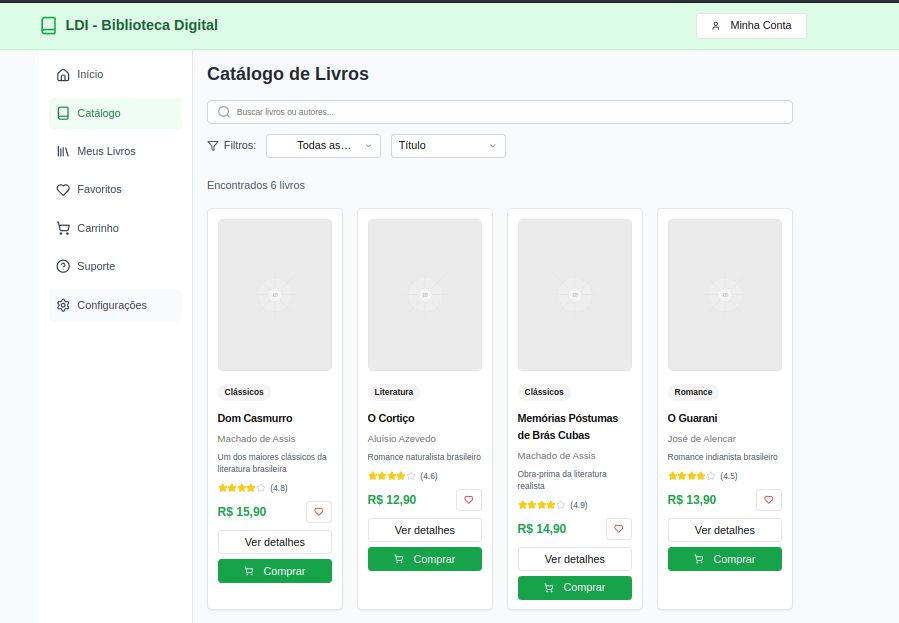 LDI - Biblioteca Digital
Minha Conta
Início
Catálogo
Meus Livros
Favoritos
Carrinho
Suporte
Configurações
Catálogo de Livros
Buscar livros ou autores...
Filtros:
Todas as...
Título
Encontrados 6 livros
Clássicos
Dom Casmurro
Machado de Assis
Um dos maiores clássicos da
literatura brasileira
(4.8)
R$ 15,90
Ver detalhes
Comprar
Literatura
O Cortiço
Aluísio Azevedo
Romance naturalista brasileiro
(4.6)
R$ 12,90
Ver detalhes
Comprar
Clássicos
Memórias Póstumas
de Brás Cubas
Machado de Assis
Obra-prima da literatura
realista
(4.9)
R$ 14,90
Ver detalhes
Comprar
Romance
O Guarani
José de Alencar
Romance indianista brasileiro
(4.5)
R$ 13,90
Ver detalhes
Comprar